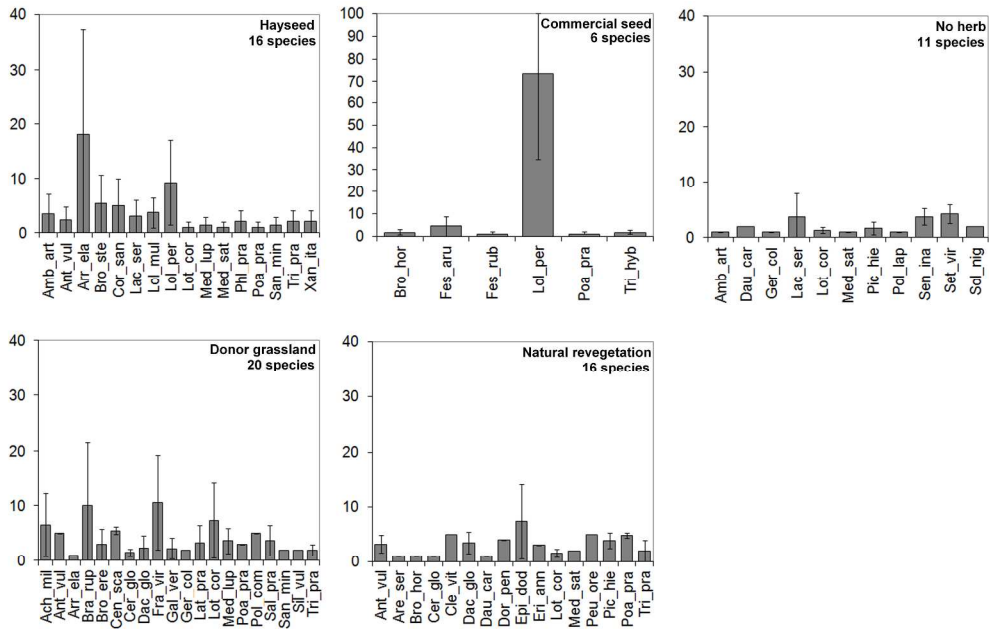 Hayseed
16 species
40
30
20
10
0
Amb_art
Ant_vul
Arr_ela
Bro_ste
Cor_san
Lac_ser
Lol_mul
Lol_per
Lot_cor
Med_lup
Med_sat
Phl_pra
Poa_pra
San_min
Tri_pra
Xan_ita
Commercial seed
6 species
100
90
80
70
60
50
40
30
20
10
0
Bro_hor
Fes_aru
Fes_rub
Lol_per
Poa_pra
Tri_hyb
No herb
11 species
40
30
20
10
0
Amb_art
Dau_car
Ger_col
Lac_ser
Lot_cor
Med_sat
Pic_hie
Pol_lap
Sen_ina
Set_vir
Sol_nig
Donor grassland
20 species
40
30
20
10
0
Ach_mil
Ant_vul
Arr_ela
Bra_rup
Bro_ere
Cen_sca
Cer_glo
Dac_glo
Fra_vir
Gal_ver
Ger_col
Lat_pra
Lot_cor
Med_lup
Poa_pra
Pol_com
Sal_pra
San_min
Sil_vul
Tri_pra
Natural revegetation
16 species
40
30
20
10
0
Ant_vul
Are_ser
Bro_hor
Cer_glo
Cle_vit
Dac_glo
Dau_car
Dor_pen
Epi_dod
Eri_ann
Lot_cor
Med_sat
Peu_ore
Pic_hie
Poa_pra
Tri_pra